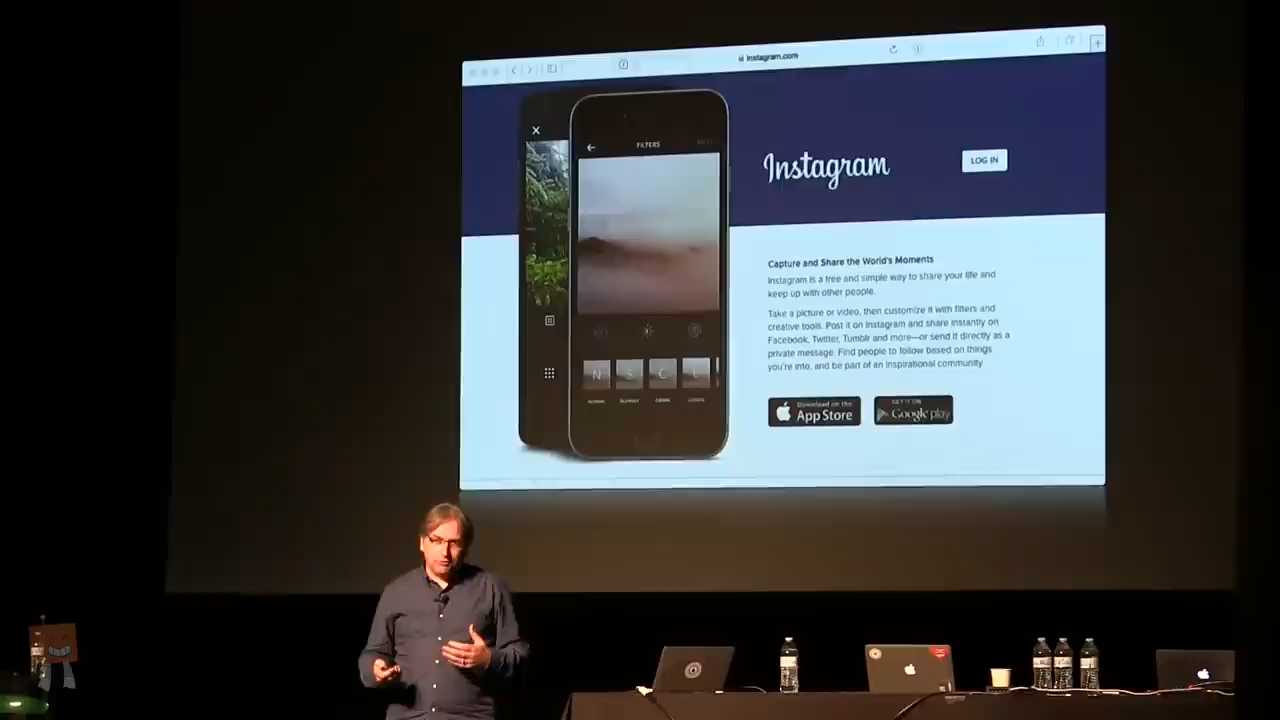 instagram.com
FILTERS
Instagram
LOG IN
Capture and Share the World's Moments
Instagram is a free and simple way to share your life and
keep up with other people.
Take a picture or video, then customize it with filters and
creative tools. Post it on Instagram and share instantly on
Facebook, Twitter, Tumblr and more—or send it directly as a
private message. Find people to follow based on things
you're into, and be part of an inspirational community.
N S C L
Download on the
App Store
GET IT ON
Google play